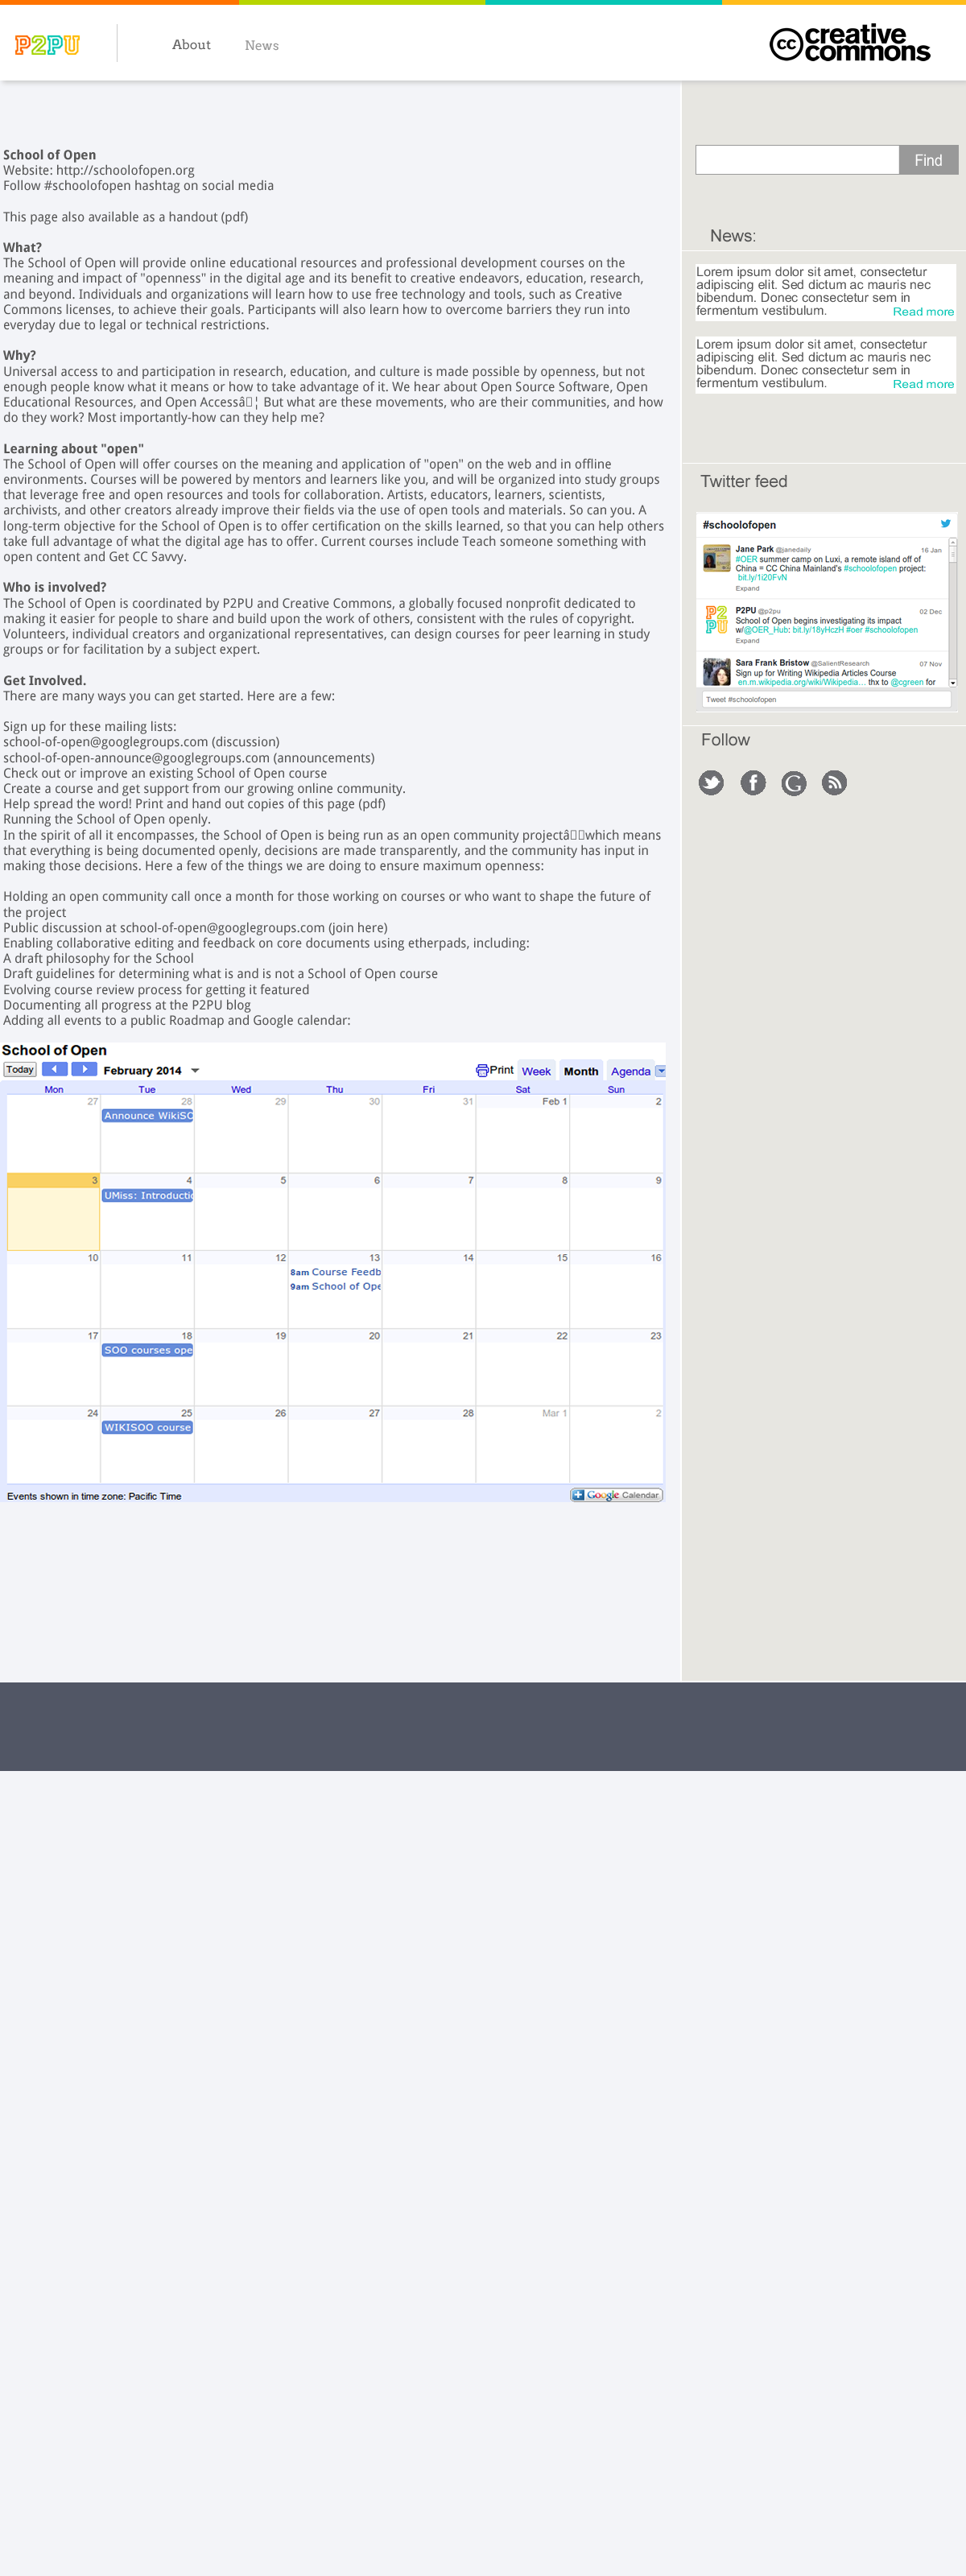 P2PU
About
News
creative
commons
School of Open
Website: http://schoolofopen.org
Follow #schoolofopen hashtag on social media
This page also available as a handout (pdf)
What?
The School of Open will provide online educational resources and professional development courses on the
meaning and impact of "openness" in the digital age and its benefit to creative endeavors, education, research,
and beyond. Individuals and organizations will learn how to use free technology and tools, such as Creative
Commons licenses, to achieve their goals. Participants will also learn how to overcome barriers they run into
everyday due to legal or technical restrictions.
Why?
Universal access to and participation in research, education, and culture is made possible by openness, but not
enough people know what it means or how to take advantage of it. We hear about Open Source Software, Open
Educational Resources, and Open Accessâ¦ But what are these movements, who are their communities, and how
do they work? Most importantly-how can they help me?
Learning about "open"
The School of Open will offer courses on the meaning and application of "open" on the web and in offline
environments. Courses will be powered by mentors and learners like you, and will be organized into study groups
that leverage free and open resources and tools for collaboration. Artists, educators, learners, scientists,
archivists, and other creators already improve their fields via the use of open tools and materials. So can you. A
long-term objective for the School of Open is to offer certification on the skills learned, so that you can help others
take full advantage of what the digital age has to offer. Current courses include Teach someone something with
open content and Get CC Savvy.
Who is involved?
The School of Open is coordinated by P2PU and Creative Commons, a globally focused nonprofit dedicated to
making it easier for people to share and build upon the work of others, consistent with the rules of copyright.
Volunteers, individual creators and organizational representatives, can design courses for peer learning in study
groups or for facilitation by a subject expert.
Get Involved.
There are many ways you can get started. Here are a few:
Sign up for these mailing lists:
school-of-open@googlegroups.com (discussion)
school-of-open-announce@googlegroups.com (announcements)
Check out or improve an existing School of Open course
Create a course and get support from our growing online community.
Help spread the word! Print and hand out copies of this page (pdf)
Running the School of Open openly.
In the spirit of all it encompasses, the School of Open is being run as an open community projectâwhich means
that everything is being documented openly, decisions are made transparently, and the community has input in
making those decisions. Here a few of the things we are doing to ensure maximum openness:
Holding an open community call once a month for those working on courses or who want to shape the future of
the project
Public discussion at school-of-open@googlegroups.com (join here)
Enabling collaborative editing and feedback on core documents using etherpads, including:
A draft philosophy for the School
Draft guidelines for determining what is and is not a School of Open course
Evolving course review process for getting it featured
Documenting all progress at the P2PU blog
Adding all events to a public Roadmap and Google calendar:
School of Open
Today February 2014 Print Week Month Agenda
Mon Tue Wed Thu Fri Sat Sun
27 28 29 30 31 Feb 1 2
Announce WikiSO
3 4 5 6 7 8 9
UMiss: Introductio
10 11 12 13 14 15 16
8am Course Feedb
9am School of Ope
17 18 19 20 21 22 23
SOO courses ope
24 25 26 27 28 Mar 1 2
WIKISOO course
Events shown in time zone: Pacific Time
Google Calendar
Find
News:
Lorem ipsum dolor sit amet, consectetur
adipiscing elit. Sed dictum ac mauris nec
bibendum. Donec consectetur sem in
fermentum vestibulum. Read more
Lorem ipsum dolor sit amet, consectetur
adipiscing elit. Sed dictum ac mauris nec
bibendum. Donec consectetur sem in
fermentum vestibulum. Read more
Twitter feed
#schoolofopen
Jane Park @janedaily 16 Jan
#OER summer camp on Luxi, a remote island off of
China = CC China Mainland's #schoolofopen project:
bit.ly/1i20FvN
Expand
P2PU @p2pu 02 Dec
School of Open begins investigating its impact
w/@OER_Hub: bit.ly/18yHczH #oer #schoolofopen
Expand
Sara Frank Bristow @SalientResearch 07 Nov
Sign up for Writing Wikipedia Articles Course
en.m.wikipedia.org/wiki/Wikipedia... thx to @cgreen for
Tweet #schoolofopen
Follow